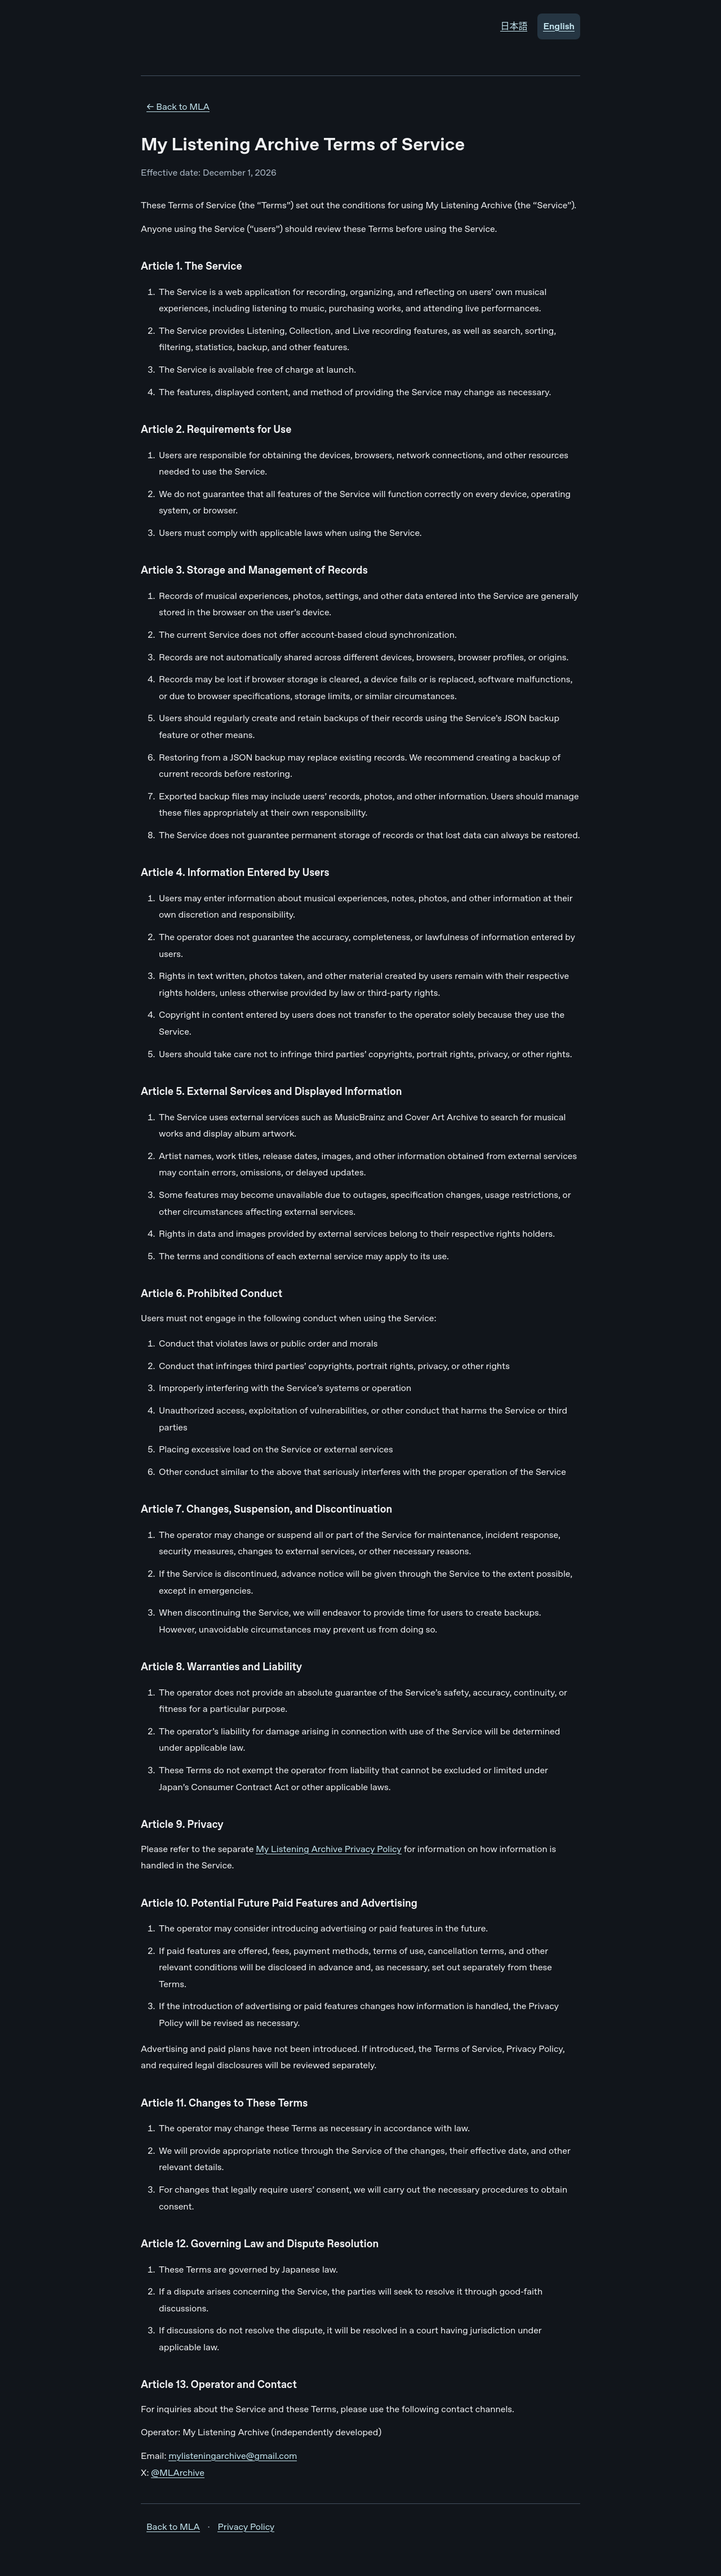 日本語 English
← Back to MLA
My Listening Archive Terms of Service
Effective date: December 1, 2026
These Terms of Service (the “Terms”) set out the conditions for using My Listening Archive (the “Service”).
Anyone using the Service (“users”) should review these Terms before using the Service.
Article 1. The Service
1. The Service is a web application for recording, organizing, and reflecting on users’ own musical
experiences, including listening to music, purchasing works, and attending live performances.
2. The Service provides Listening, Collection, and Live recording features, as well as search, sorting,
filtering, statistics, backup, and other features.
3. The Service is available free of charge at launch.
4. The features, displayed content, and method of providing the Service may change as necessary.
Article 2. Requirements for Use
1. Users are responsible for obtaining the devices, browsers, network connections, and other resources
needed to use the Service.
2. We do not guarantee that all features of the Service will function correctly on every device, operating
system, or browser.
3. Users must comply with applicable laws when using the Service.
Article 3. Storage and Management of Records
1. Records of musical experiences, photos, settings, and other data entered into the Service are generally
stored in the browser on the user’s device.
2. The current Service does not offer account-based cloud synchronization.
3. Records are not automatically shared across different devices, browsers, browser profiles, or origins.
4. Records may be lost if browser storage is cleared, a device fails or is replaced, software malfunctions,
or due to browser specifications, storage limits, or similar circumstances.
5. Users should regularly create and retain backups of their records using the Service’s JSON backup
feature or other means.
6. Restoring from a JSON backup may replace existing records. We recommend creating a backup of
current records before restoring.
7. Exported backup files may include users’ records, photos, and other information. Users should manage
these files appropriately at their own responsibility.
8. The Service does not guarantee permanent storage of records or that lost data can always be restored.
Article 4. Information Entered by Users
1. Users may enter information about musical experiences, notes, photos, and other information at their
own discretion and responsibility.
2. The operator does not guarantee the accuracy, completeness, or lawfulness of information entered by
users.
3. Rights in text written, photos taken, and other material created by users remain with their respective
rights holders, unless otherwise provided by law or third-party rights.
4. Copyright in content entered by users does not transfer to the operator solely because they use the
Service.
5. Users should take care not to infringe third parties’ copyrights, portrait rights, privacy, or other rights.
Article 5. External Services and Displayed Information
1. The Service uses external services such as MusicBrainz and Cover Art Archive to search for musical
works and display album artwork.
2. Artist names, work titles, release dates, images, and other information obtained from external services
may contain errors, omissions, or delayed updates.
3. Some features may become unavailable due to outages, specification changes, usage restrictions, or
other circumstances affecting external services.
4. Rights in data and images provided by external services belong to their respective rights holders.
5. The terms and conditions of each external service may apply to its use.
Article 6. Prohibited Conduct
Users must not engage in the following conduct when using the Service:
1. Conduct that violates laws or public order and morals
2. Conduct that infringes third parties’ copyrights, portrait rights, privacy, or other rights
3. Improperly interfering with the Service’s systems or operation
4. Unauthorized access, exploitation of vulnerabilities, or other conduct that harms the Service or third
parties
5. Placing excessive load on the Service or external services
6. Other conduct similar to the above that seriously interferes with the proper operation of the Service
Article 7. Changes, Suspension, and Discontinuation
1. The operator may change or suspend all or part of the Service for maintenance, incident response,
security measures, changes to external services, or other necessary reasons.
2. If the Service is discontinued, advance notice will be given through the Service to the extent possible,
except in emergencies.
3. When discontinuing the Service, we will endeavor to provide time for users to create backups.
However, unavoidable circumstances may prevent us from doing so.
Article 8. Warranties and Liability
1. The operator does not provide an absolute guarantee of the Service’s safety, accuracy, continuity, or
fitness for a particular purpose.
2. The operator’s liability for damage arising in connection with use of the Service will be determined
under applicable law.
3. These Terms do not exempt the operator from liability that cannot be excluded or limited under
Japan’s Consumer Contract Act or other applicable laws.
Article 9. Privacy
Please refer to the separate My Listening Archive Privacy Policy for information on how information is
handled in the Service.
Article 10. Potential Future Paid Features and Advertising
1. The operator may consider introducing advertising or paid features in the future.
2. If paid features are offered, fees, payment methods, terms of use, cancellation terms, and other
relevant conditions will be disclosed in advance and, as necessary, set out separately from these
Terms.
3. If the introduction of advertising or paid features changes how information is handled, the Privacy
Policy will be revised as necessary.
Advertising and paid plans have not been introduced. If introduced, the Terms of Service, Privacy Policy,
and required legal disclosures will be reviewed separately.
Article 11. Changes to These Terms
1. The operator may change these Terms as necessary in accordance with law.
2. We will provide appropriate notice through the Service of the changes, their effective date, and other
relevant details.
3. For changes that legally require users’ consent, we will carry out the necessary procedures to obtain
consent.
Article 12. Governing Law and Dispute Resolution
1. These Terms are governed by Japanese law.
2. If a dispute arises concerning the Service, the parties will seek to resolve it through good-faith
discussions.
3. If discussions do not resolve the dispute, it will be resolved in a court having jurisdiction under
applicable law.
Article 13. Operator and Contact
For inquiries about the Service and these Terms, please use the following contact channels.
Operator: My Listening Archive (independently developed)
Email: mylisteningarchive@gmail.com
X: @MLArchive
Back to MLA · Privacy Policy